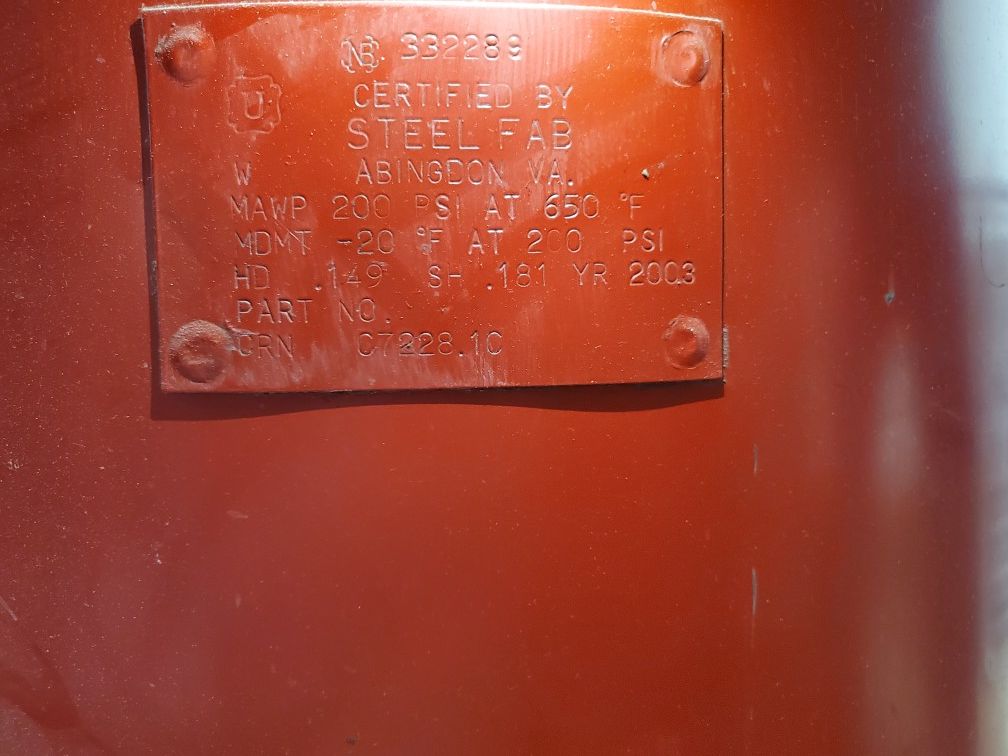 NB 332289
U CERTIFIED BY
STEEL FAB
W ABINGDON VA.
MAWP 200 PSI AT 650 °F
MDMT -20 °F AT 200 PSI
HD .149 SH .181 YR 2003
PART NO.
CRN C7228.1C